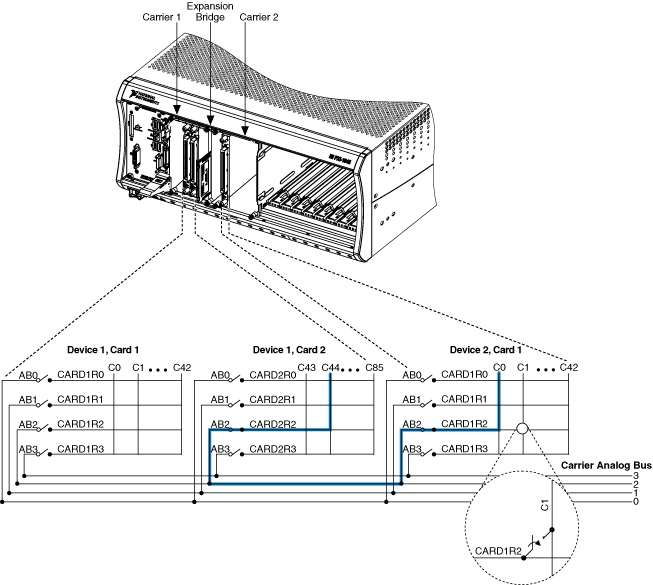 Expansion
Carrier 1 Bridge Carrier 2
NATIONAL
INSTRUMENTS
Device 1, Card 1 Device 1, Card 2 Device 2, Card 1
C0 C1 C42 C43 C44 C85 C0 C1 C42
AB0 CARD1R0 AB0 CARD2R0 AB0 CARD1R0
AB1 CARD1R1 AB1 CARD2R1 AB1 CARD1R1
AB2 CARD1R2 AB2 CARD2R2 AB2 CARD1R2
AB3 CARD1R3 AB3 CARD2R3 AB3 CARD1R3
Carrier Analog Bus
3
2
1
0
C1
CARD1R2